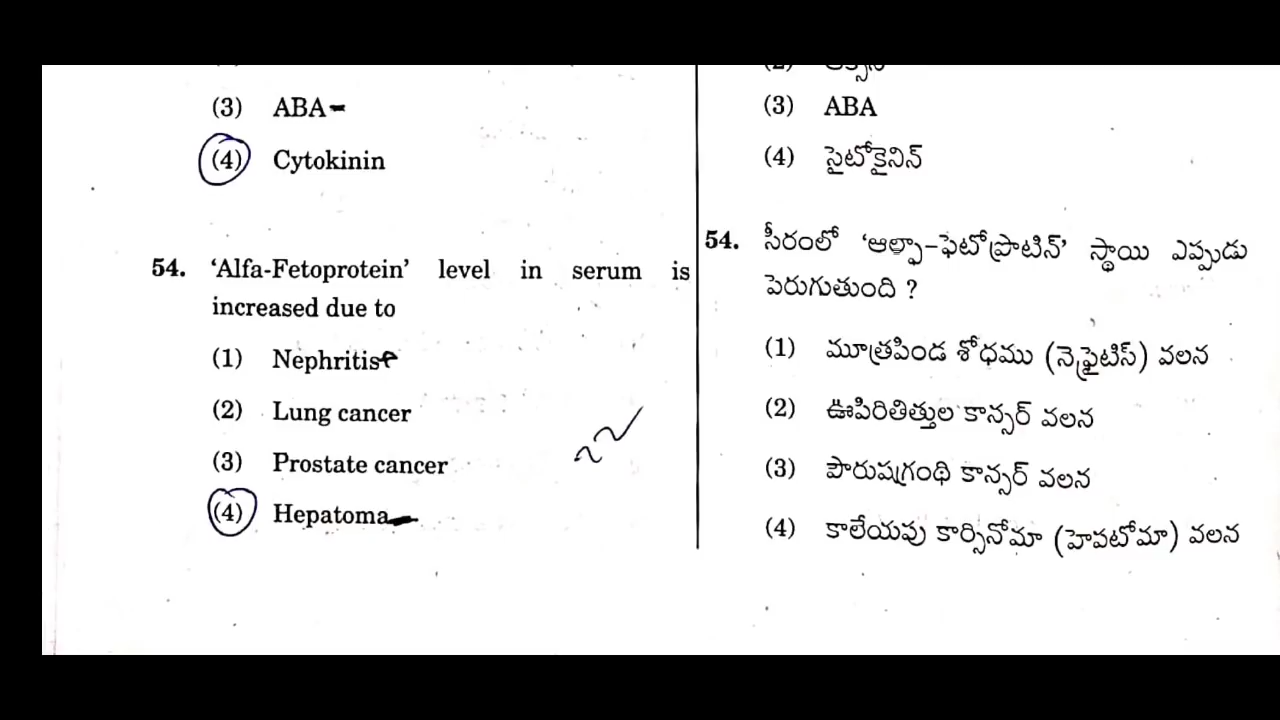 (3) ABA
(4) Cytokinin
54. 'Alfa-Fetoprotein' level in serum is
increased due to
(1) Nephritis
(2) Lung cancer
(3) Prostate cancer
(4) Hepatoma
(3) ABA
(4) సైటోకైనిన్
54. సీరంలో 'ఆల్ఫా-ఫెటోప్రొటిన్' స్థాయి ఎప్పుడు
పెరుగుతుంది ?
(1) మూత్రపిండ శోధము (నెఫ్రైటిస్) వలన
(2) ఊపిరితిత్తుల కాన్సర్ వలన
(3) పౌరుషగ్రంథి కాన్సర్ వలన
(4) కాలేయపు కార్సినోమా (హెపటోమా) వలన